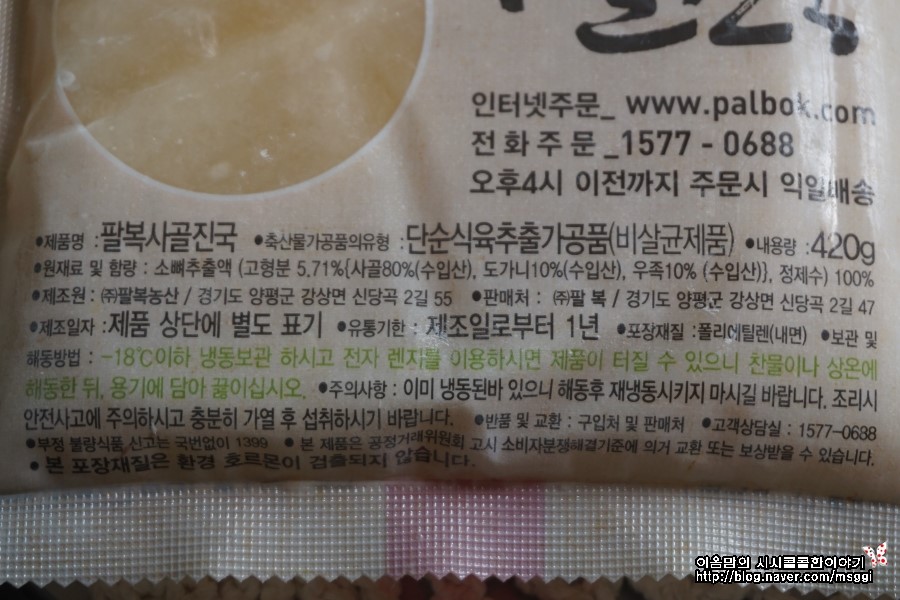 인터넷주문_ www.palbok.com
전화주문_1577-0688
오후4시 이전까지 주문시 익일배송
•제품명 : 팔복사골진국 •축산물가공품의유형 : 단순식육추출가공품(비살균제품) •내용량 : 420g
•원재료 및 함량 : 소뼈추출액 (고형분 5.71%{사골80%(수입산), 도가니10%(수입산), 우족10% (수입산)}, 정제수) 100%
•제조원 : ㈜팔복농산 / 경기도 양평군 강상면 신당곡 2길 55 •판매처 : ㈜팔 복 / 경기도 양평군 강상면 신당곡 2길 47
•제조일자 : 제품 상단에 별도 표기 •유통기한 : 제조일로부터 1년 •포장재질 : 폴리에틸렌(내면) •보관 및
해동방법 : -18℃이하 냉동보관 하시고 전자 렌지를 이용하시면 제품이 터질 수 있으니 찬물이나 상온에
해동한 뒤, 용기에 담아 끓이십시오. •주의사항 : 이미 냉동된바 있으니 해동후 재냉동시키지 마시길 바랍니다. 조리시
안전사고에 주의하시고 충분히 가열 후 섭취하시기 바랍니다. •반품 및 교환 : 구입처 및 판매처 •고객상담실 : 1577-0688
•부정 불량식품 신고는 국번없이 1399 • 본 제품은 공정거래위원회 고시 소비자분쟁해결기준에 의거 교환 또는 보상받을 수 있습니다.
• 본 포장재질은 환경 호르몬이 검출되지 않습니다.
이옴맘의 시시콜콜한이야기
http://blog.naver.com/msggi